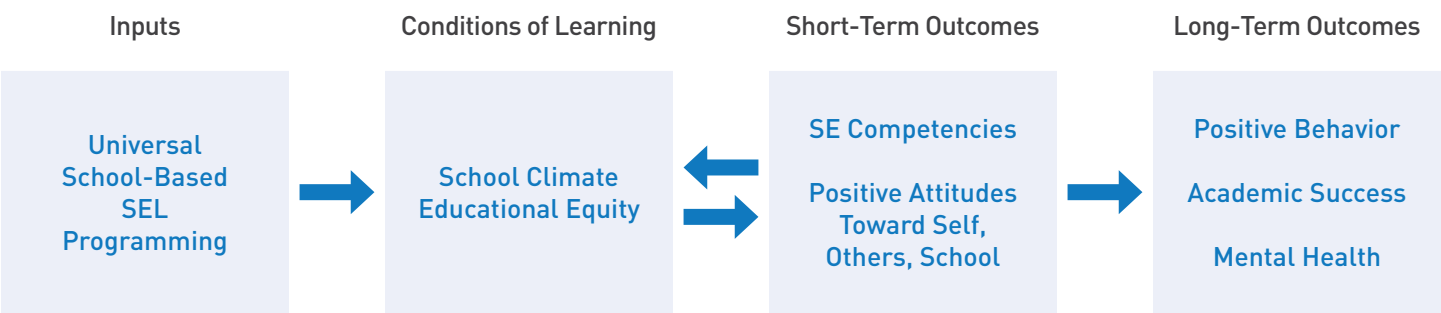 Inputs
Conditions of Learning
Short-Term Outcomes
Long-Term Outcomes
Universal
School-Based
SEL
Programming
School Climate
Educational Equity
SE Competencies
Positive Attitudes
Toward Self,
Others, School
Positive Behavior
Academic Success
Mental Health